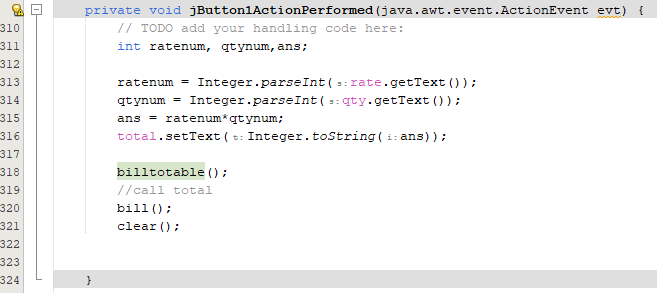 private void jButton1ActionPerformed(java.awt.event.ActionEvent evt) {
310 // TODO add your handling code here:
311 int ratenum, qtynum,ans;
312
313 ratenum = Integer.parseInt(s:rate.getText());
314 qtynum = Integer.parseInt(s:qty.getText());
315 ans = ratenum*qtynum;
316 total.setText(t:Integer.toString(i:ans));
317
318 billtotable();
319 //call total
320 bill();
321 clear();
322
323
324 }